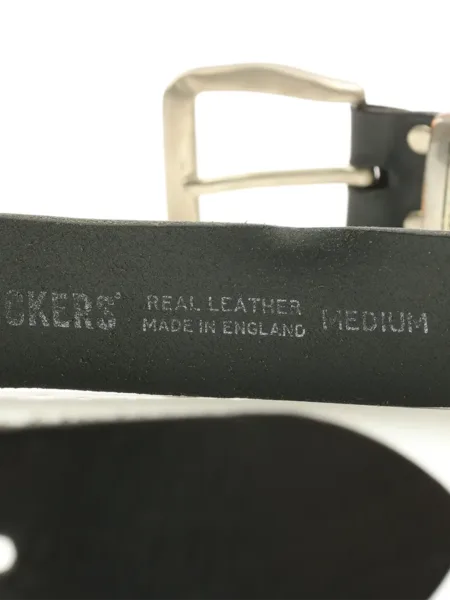 CKERS®
REAL LEATHER
MADE IN ENGLAND
MEDIUM